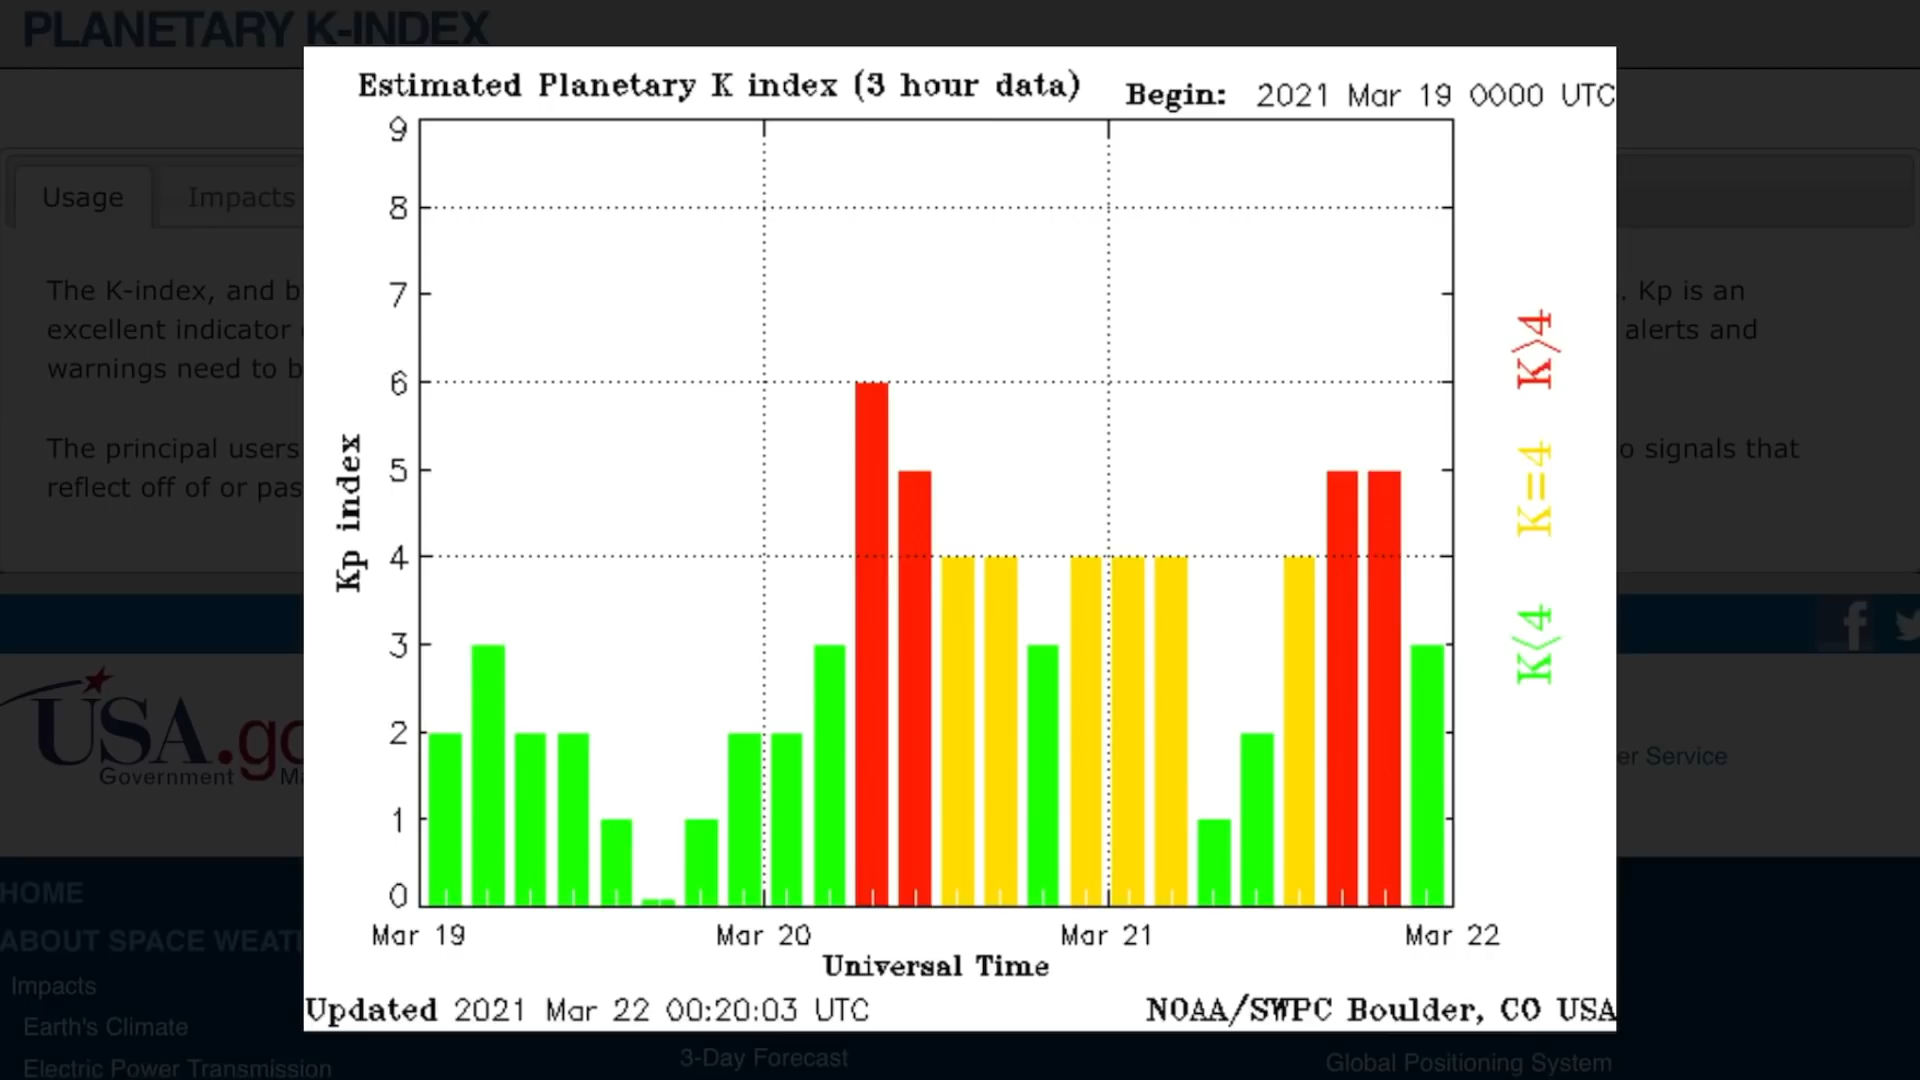 PLANETARY K-INDEX
Estimated Planetary K index (3 hour data)
Begin: 2021 Mar 19 0000 UTC
Usage
Impacts
The K-index, and
. Kp is an
excellent indicator
alerts and
warnings need to
The principal users
signals that
reflect off of or
9
8
7
6
5
4
3
2
1
0
Kp index
K>4
K=4
K<4
Mar 19
Mar 20
Mar 21
Mar 22
Universal Time
Updated 2021 Mar 22 00:20:03 UTC
NOAA/SWPC Boulder, CO USA
USA
Government
Service
HOME
ABOUT SPACE
Impacts
Earth's Climate
Electric Power Transmission
3-Day Forecast
Global Positioning System